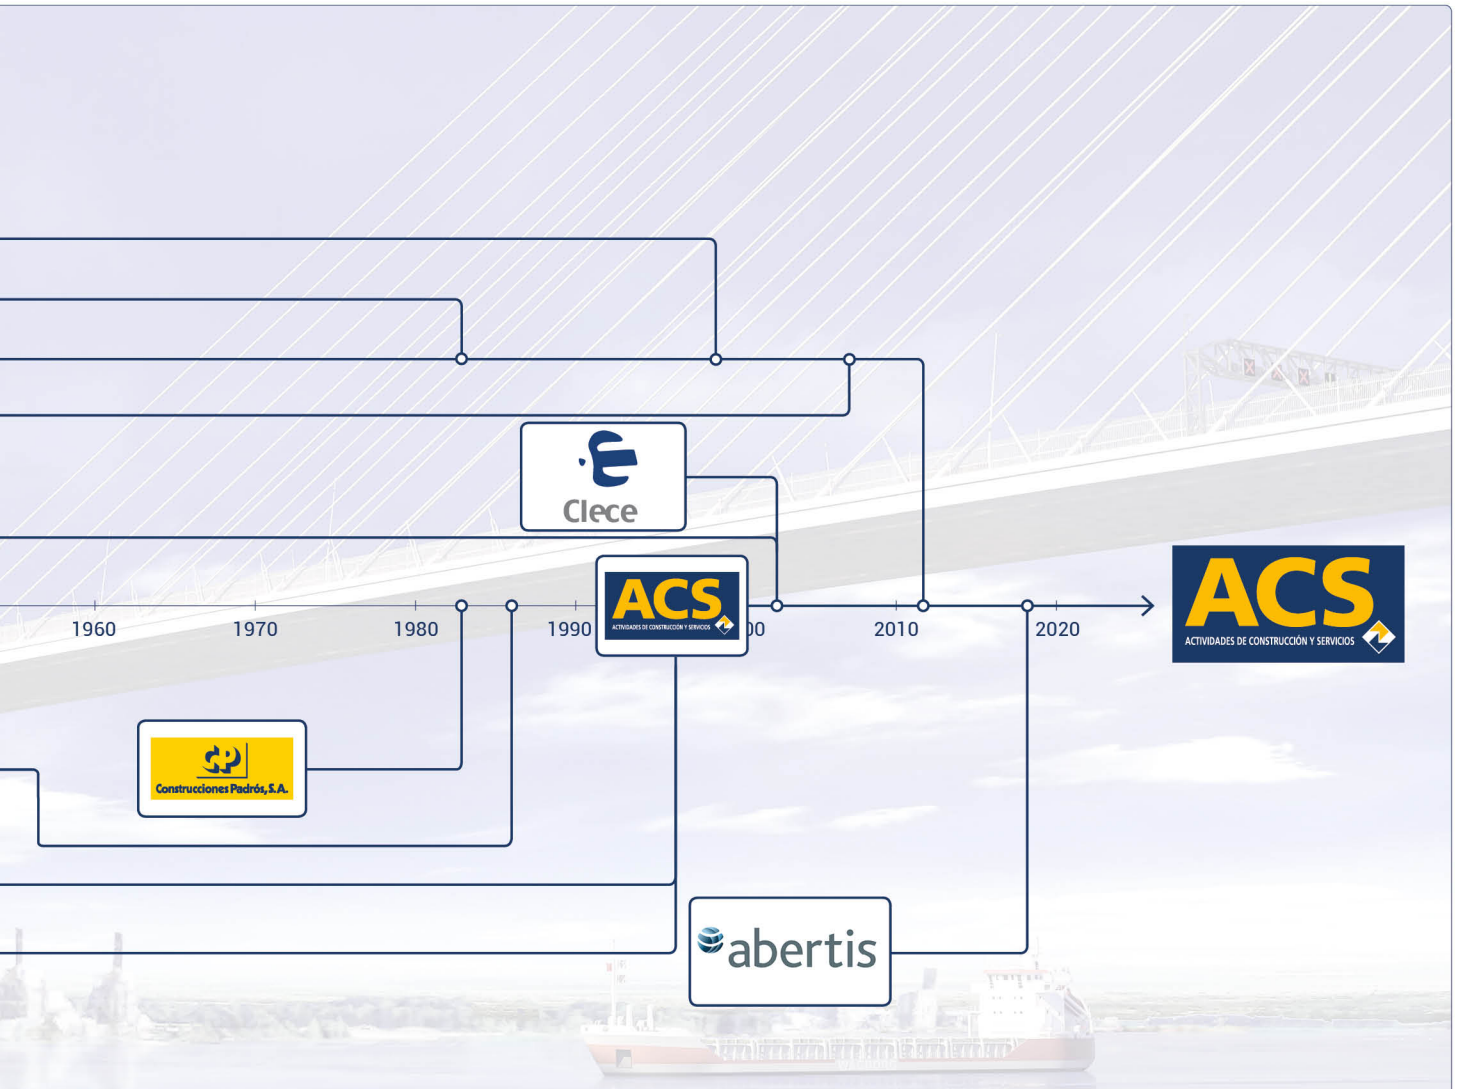 Clece
ACS
ACTIVIDADES DE CONSTRUCCIÓN Y SERVICIOS
ACS
ACTIVIDADES DE CONSTRUCCIÓN Y SERVICIOS
1960 1970 1980 1990 00 2010 2020
CP
Construcciones Padrós, S.A.
abertis